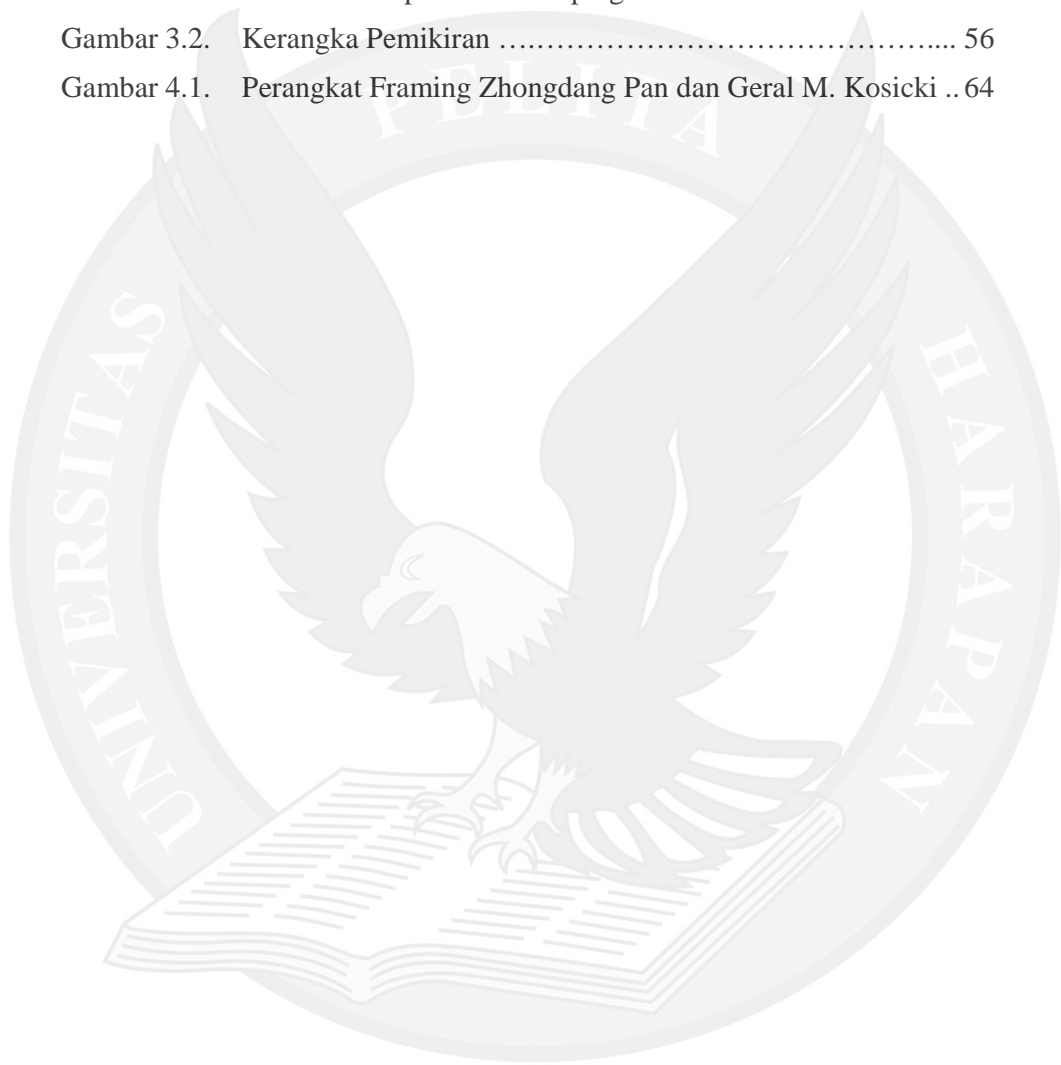 Gambar 3.2. Kerangka Pemikiran ….………………………………….... 56
Gambar 4.1. Perangkat Framing Zhongdang Pan dan Geral M. Kosicki .. 64
UNIVERSITAS PELITA HARAPAN